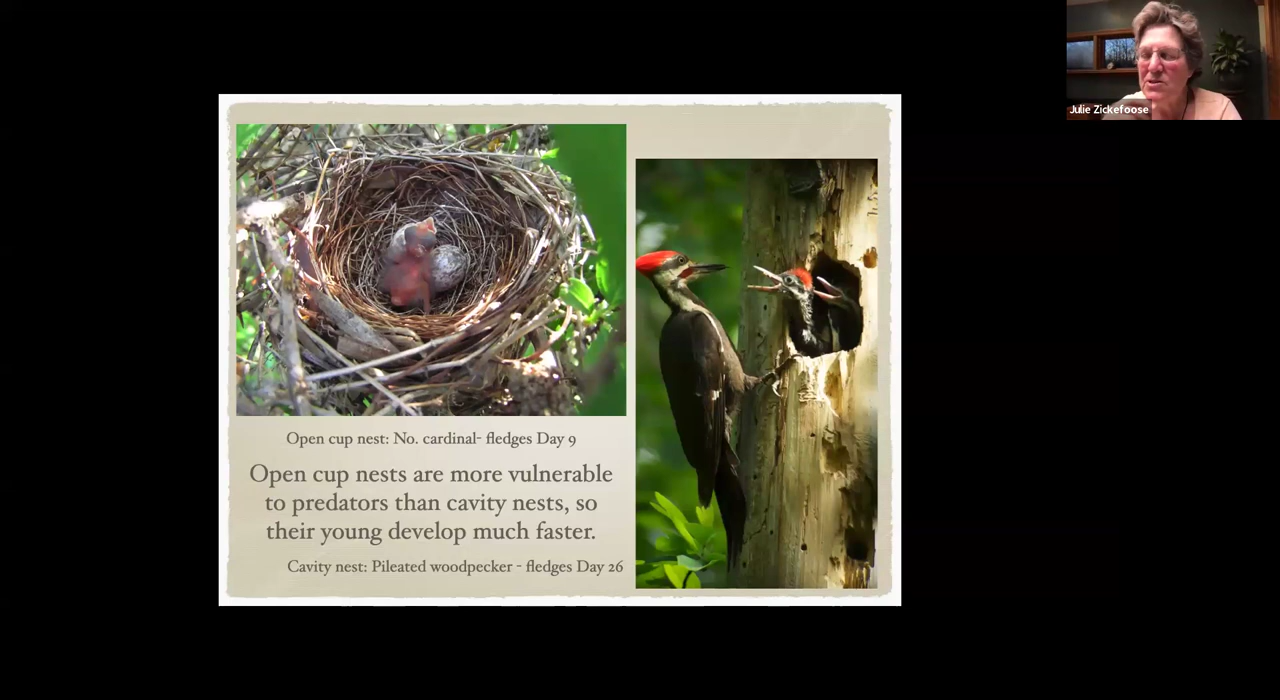 Julie Zickefoose
Open cup nest: No. cardinal- fledges Day 9
Open cup nests are more vulnerable
to predators than cavity nests, so
their young develop much faster.
Cavity nest: Pileated woodpecker - fledges Day 26